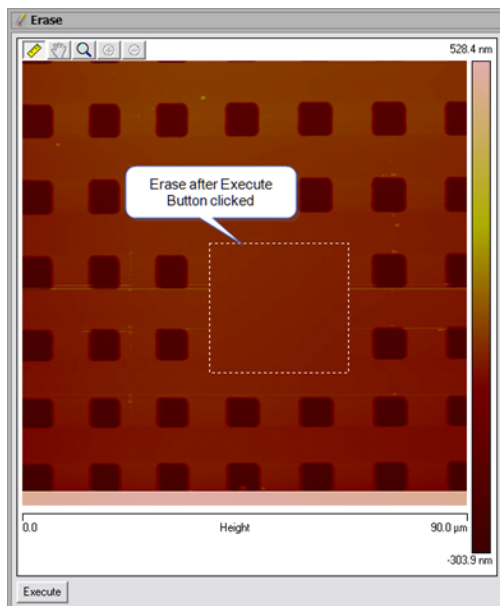 Erase
528.4 nm
Erase after Execute
Button clicked
0.0 Height 90.0 µm
-303.9 nm
Execute